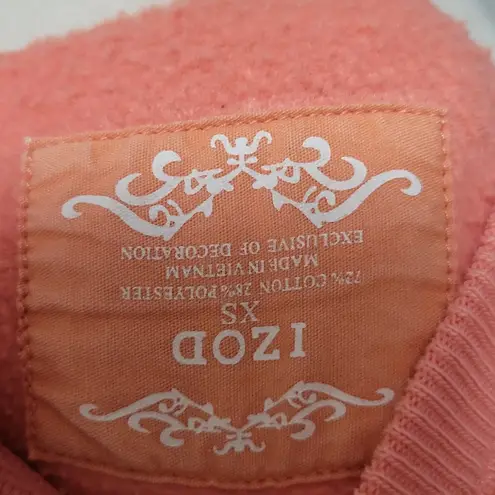 IZOD
XS
72% COTTON 28% POLYESTER
MADE IN VIETNAM
EXCLUSIVE OF DECORATION